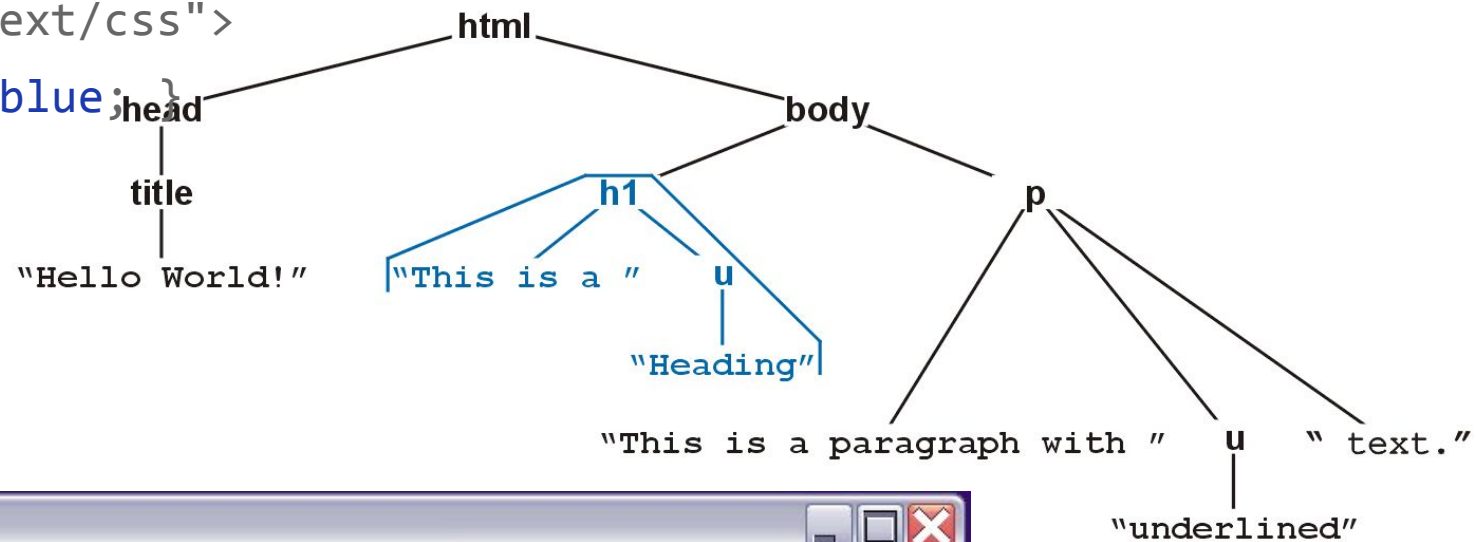 ext/css">
html
blue; }
head
body
title
h1
p
“Hello World!”
“This is a ”
u
“Heading”
“This is a paragraph with ”
u
“ text.”
“underlined”